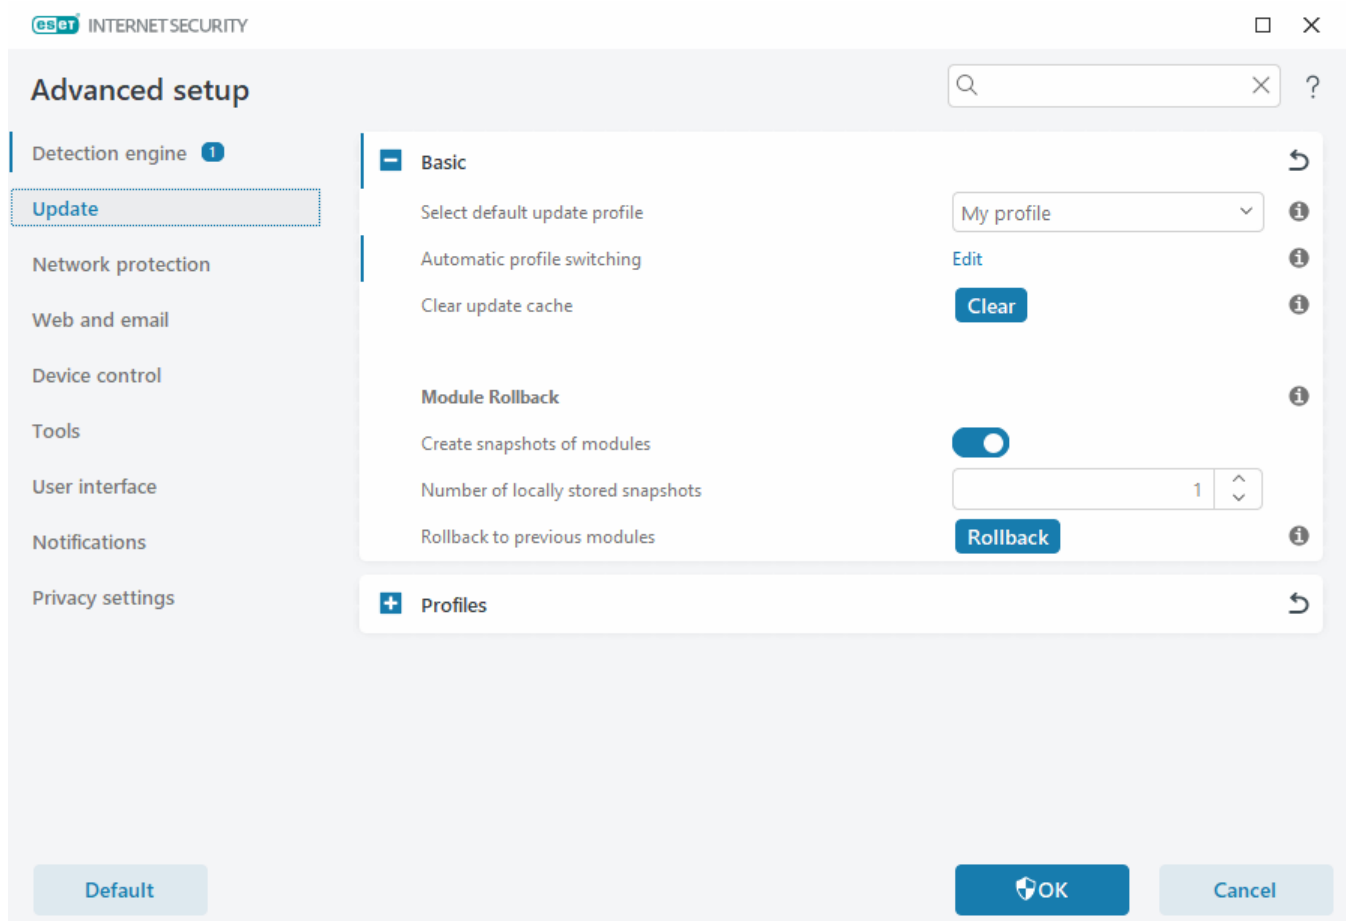 eset INTERNET SECURITY
Advanced setup
?
Detection engine 1
Update
Network protection
Web and email
Device control
Tools
User interface
Notifications
Privacy settings
Basic
Select default update profile My profile
Automatic profile switching Edit
Clear update cache Clear
Module Rollback
Create snapshots of modules
Number of locally stored snapshots 1
Rollback to previous modules Rollback
Profiles
Default OK Cancel